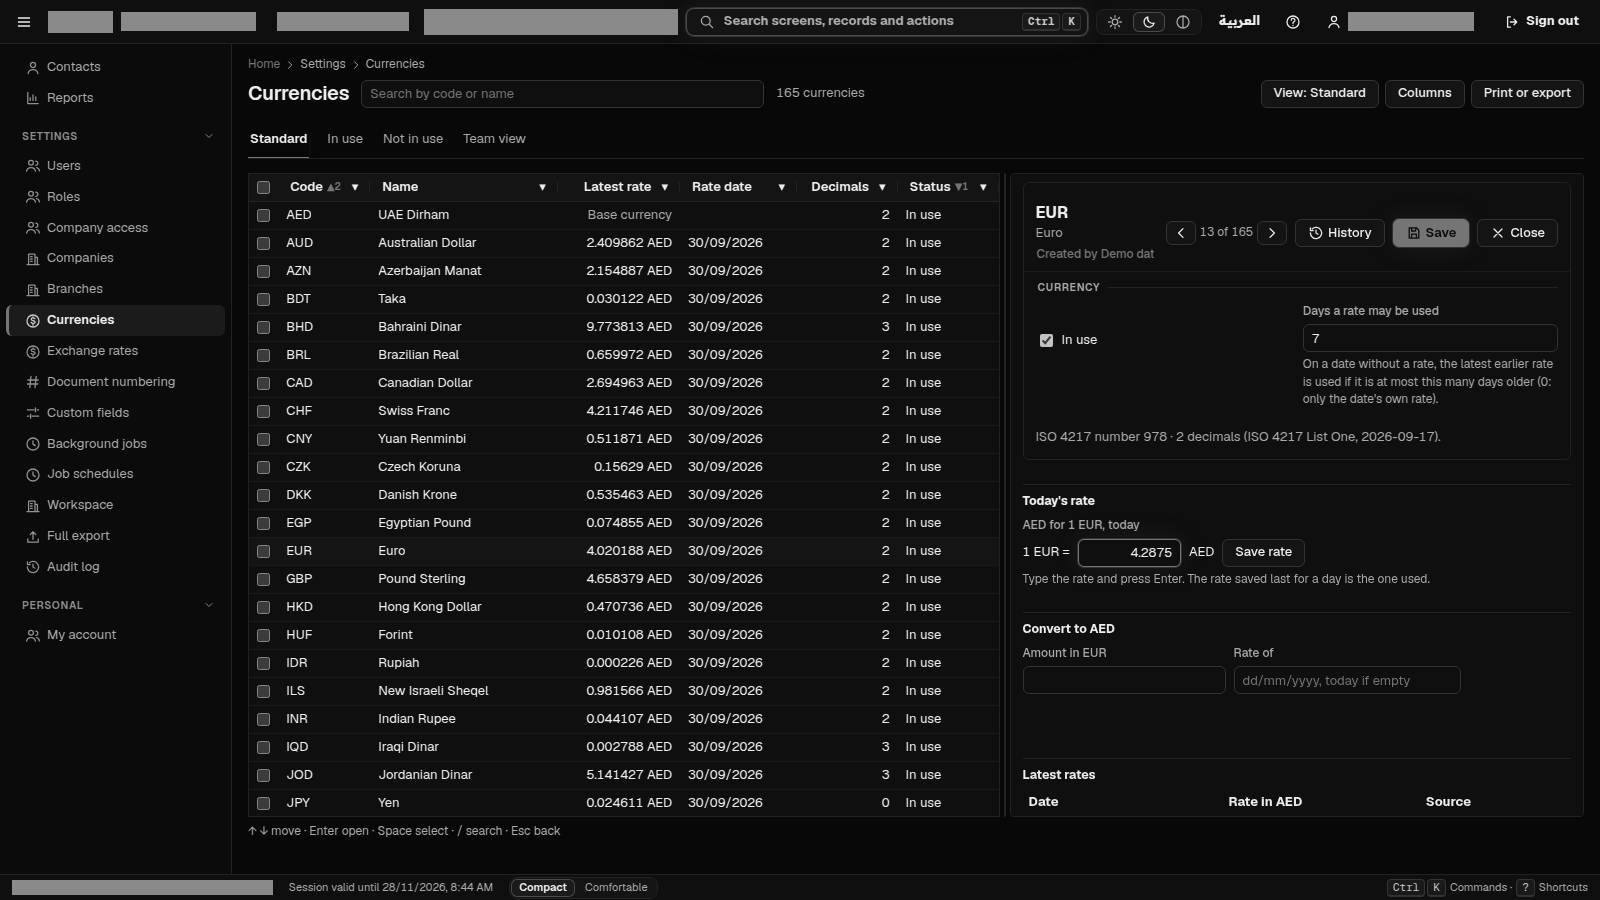 Search screens, records and actions Ctrl K العربية Sign out
Contacts
Reports
SETTINGS
Users
Roles
Company access
Companies
Branches
Currencies
Exchange rates
Document numbering
Custom fields
Background jobs
Job schedules
Workspace
Full export
Audit log
PERSONAL
My account
Home > Settings > Currencies
Currencies Search by code or name 165 currencies View: Standard Columns Print or export
Standard In use Not in use Team view
Code ▲2 ▼ Name ▼ Latest rate ▼ Rate date ▼ Decimals ▼ Status ▼1 ▼
AED UAE Dirham Base currency 2 In use
AUD Australian Dollar 2.409862 AED 30/09/2026 2 In use
AZN Azerbaijan Manat 2.154887 AED 30/09/2026 2 In use
BDT Taka 0.030122 AED 30/09/2026 2 In use
BHD Bahraini Dinar 9.773813 AED 30/09/2026 3 In use
BRL Brazilian Real 0.659972 AED 30/09/2026 2 In use
CAD Canadian Dollar 2.694963 AED 30/09/2026 2 In use
CHF Swiss Franc 4.211746 AED 30/09/2026 2 In use
CNY Yuan Renminbi 0.511871 AED 30/09/2026 2 In use
CZK Czech Koruna 0.15629 AED 30/09/2026 2 In use
DKK Danish Krone 0.535463 AED 30/09/2026 2 In use
EGP Egyptian Pound 0.074855 AED 30/09/2026 2 In use
EUR Euro 4.020188 AED 30/09/2026 2 In use
GBP Pound Sterling 4.658379 AED 30/09/2026 2 In use
HKD Hong Kong Dollar 0.470736 AED 30/09/2026 2 In use
HUF Forint 0.010108 AED 30/09/2026 2 In use
IDR Rupiah 0.000226 AED 30/09/2026 2 In use
ILS New Israeli Sheqel 0.981566 AED 30/09/2026 2 In use
INR Indian Rupee 0.044107 AED 30/09/2026 2 In use
IQD Iraqi Dinar 0.002788 AED 30/09/2026 3 In use
JOD Jordanian Dinar 5.141427 AED 30/09/2026 3 In use
JPY Yen 0.024611 AED 30/09/2026 0 In use
↑↓ move · Enter open · Space select · / search · Esc back
EUR
Euro
Created by Demo dat
13 of 165 History Save Close
CURRENCY
In use
Days a rate may be used
7
On a date without a rate, the latest earlier rate
is used if it is at most this many days older (0:
only the date's own rate).
ISO 4217 number 978 · 2 decimals (ISO 4217 List One, 2026-09-17).
Today's rate
AED for 1 EUR, today
1 EUR = 4.2875 AED Save rate
Type the rate and press Enter. The rate saved last for a day is the one used.
Convert to AED
Amount in EUR Rate of
dd/mm/yyyy, today if empty
Latest rates
Date Rate in AED Source
Session valid until 28/11/2026, 8:44 AM Compact Comfortable Ctrl K Commands · ? Shortcuts